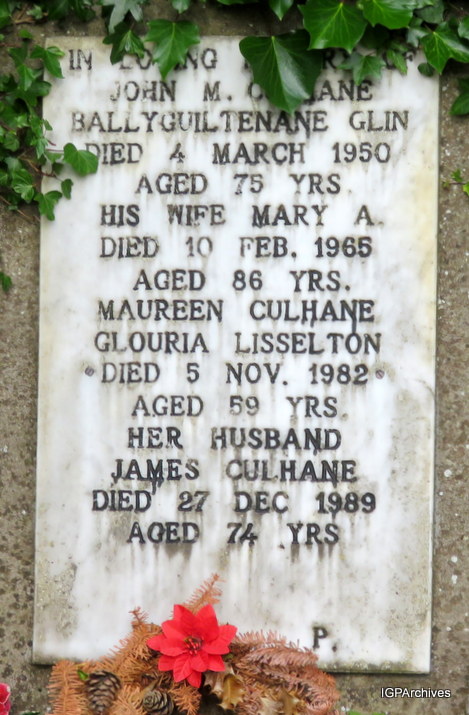 IN LOVING OF
JOHN M. CULHANE
BALLYGUILTENANE GLIN
DIED 4 MARCH 1950
AGED 75 YRS.
HIS WIFE MARY A.
DIED 10 FEB. 1965
AGED 86 YRS.
MAUREEN CULHANE
GLOURIA LISSELTON
DIED 5 NOV. 1982
AGED 59 YRS
HER HUSBAND
JAMES CULHANE
DIED 27 DEC 1989
AGED 74 YRS
P.
IGPArchives